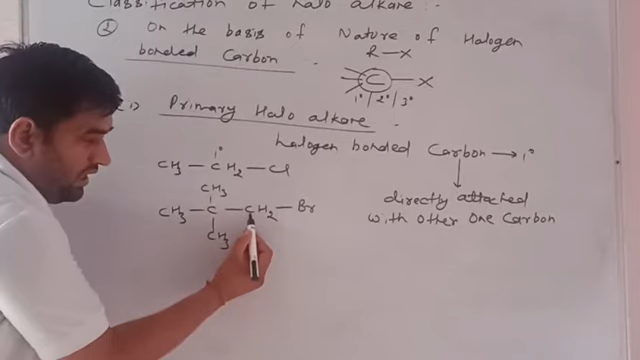 Classification of halo alkane :-
② On the basis of Nature of Halogen
bonded Carbon .
R—X
C—X
1°/2°/3°
(i) Primary Halo alkane .
halogen bonded Carbon → 1°
directly attached
with other one Carbon
1°
CH3 — CH2 — Cl
CH3
CH3 — C — CH2 — Br
CH3